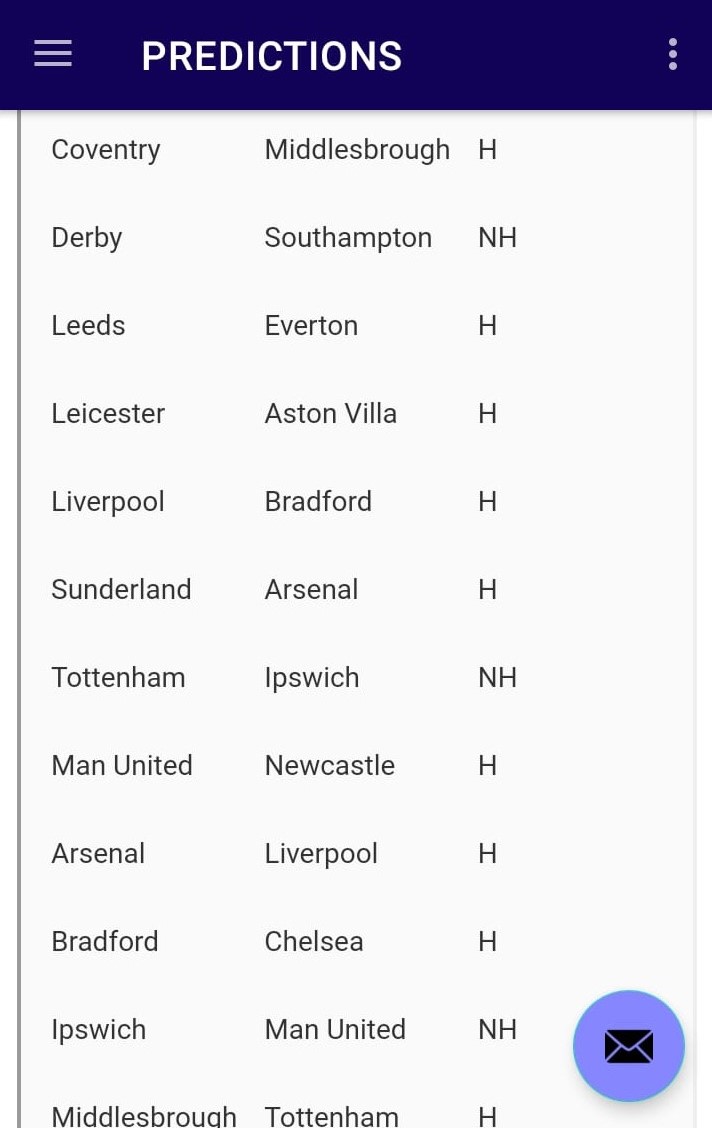 PREDICTIONS
Coventry Middlesbrough H
Derby Southampton NH
Leeds Everton H
Leicester Aston Villa H
Liverpool Bradford H
Sunderland Arsenal H
Tottenham Ipswich NH
Man United Newcastle H
Arsenal Liverpool H
Bradford Chelsea H
Ipswich Man United NH
Middlesbrough Tottenham H